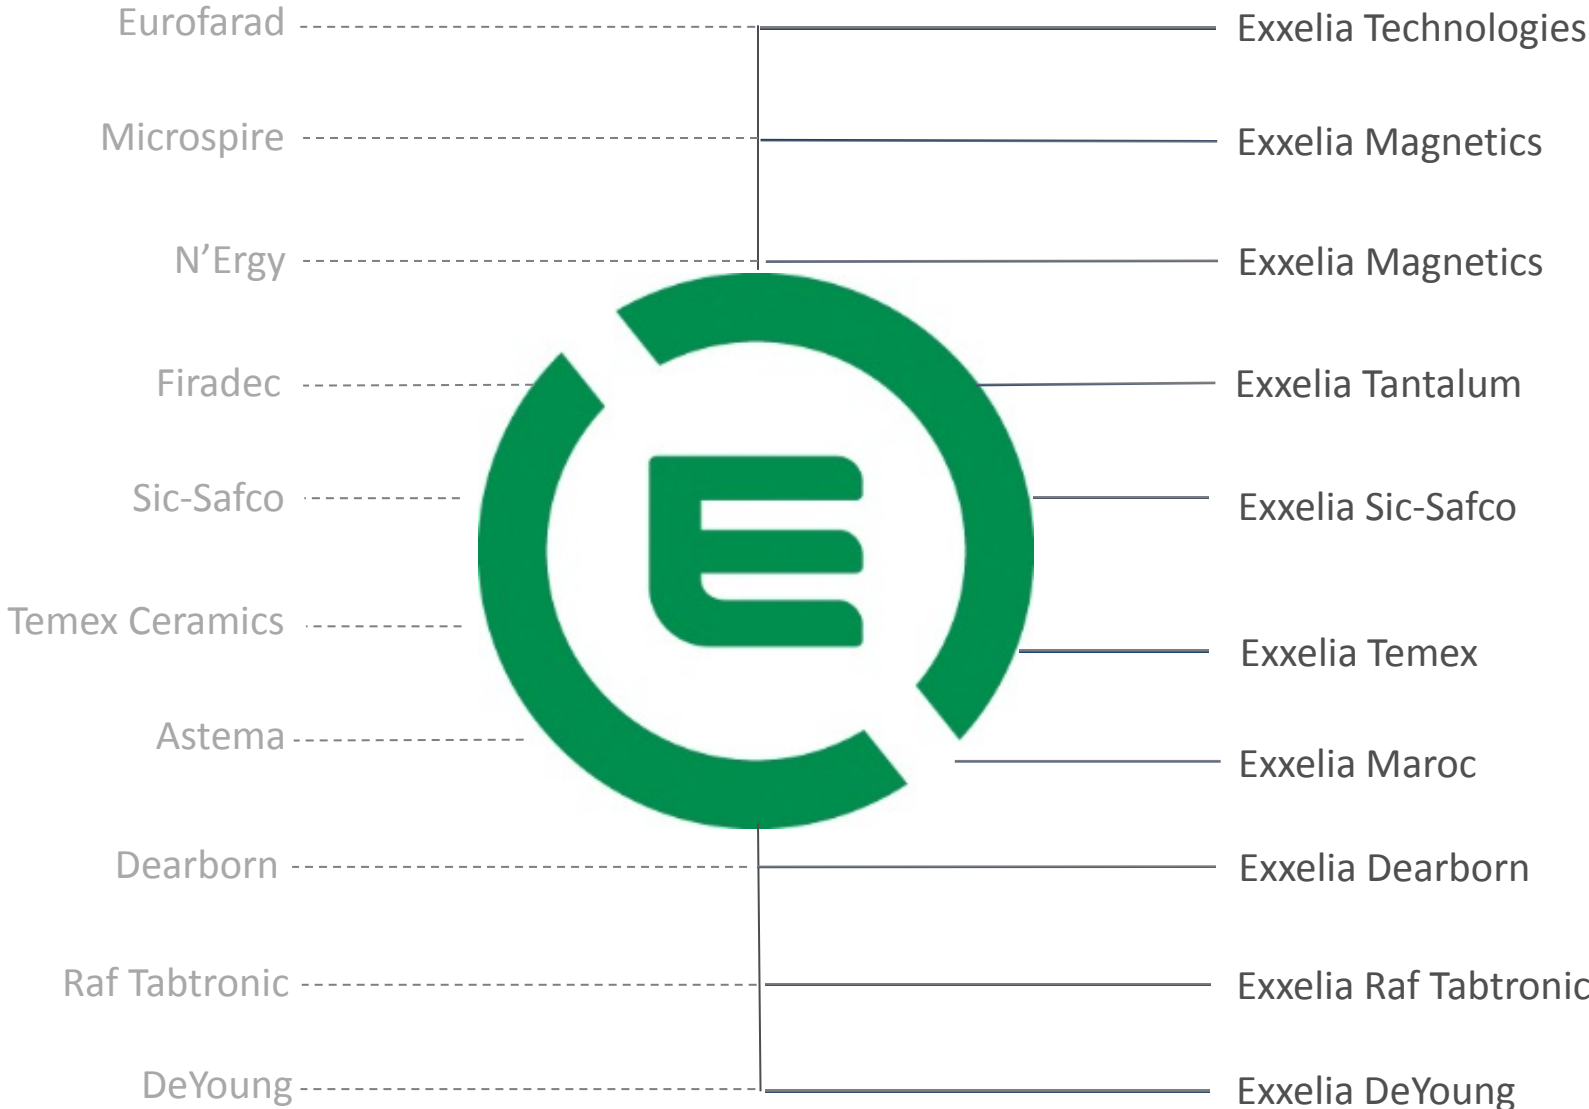 Eurofarad Exxelia Technologies
Microspire Exxelia Magnetics
N’Ergy Exxelia Magnetics
Firadec Exxelia Tantalum
Sic-Safco Exxelia Sic-Safco
E
Temex Ceramics Exxelia Temex
Astema Exxelia Maroc
Dearborn Exxelia Dearborn
Raf Tabtronic Exxelia Raf Tabtronic
DeYoung Exxelia DeYoung